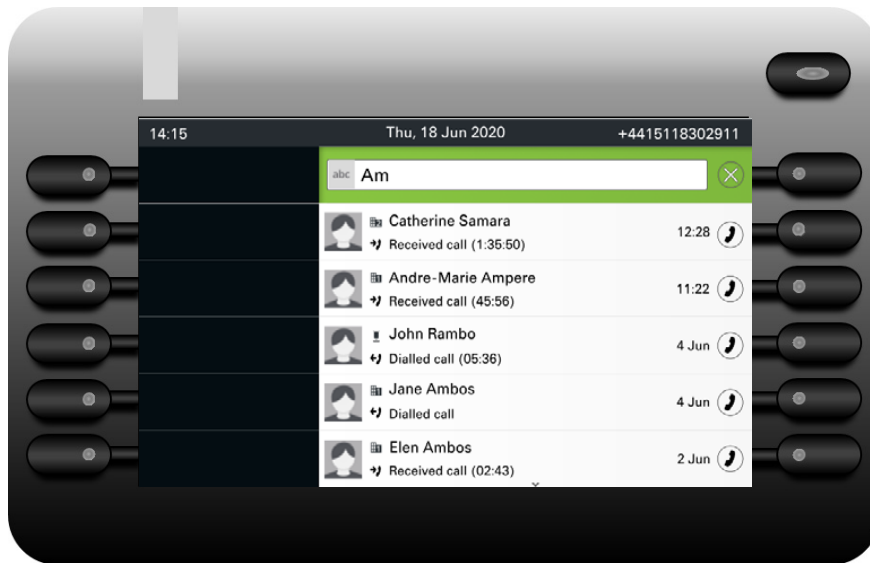 14:15 Thu, 18 Jun 2020 +4415118302911
abc Am
Catherine Samara
Received call (1:35:50) 12:28
Andre-Marie Ampere
Received call (45:56) 11:22
John Rambo
Dialled call (05:36) 4 Jun
Jane Ambos
Dialled call 4 Jun
Elen Ambos
Received call (02:43) 2 Jun